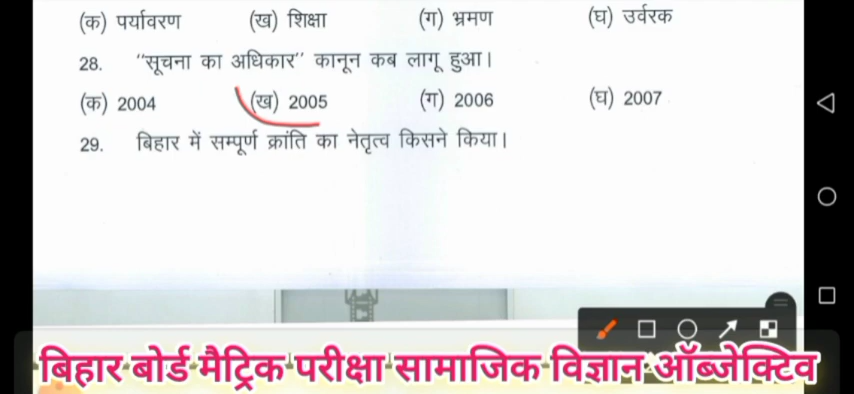 (क) पर्यावरण (ख) शिक्षा (ग) भ्रमण (घ) उर्वरक
28. "सूचना का अधिकार" कानून कब लागू हुआ।
(क) 2004 (ख) 2005 (ग) 2006 (घ) 2007
29. बिहार में सम्पूर्ण क्रांति का नेतृत्व किसने किया।
बिहार बोर्ड मैट्रिक परीक्षा सामाजिक विज्ञान ऑब्जेक्टिव